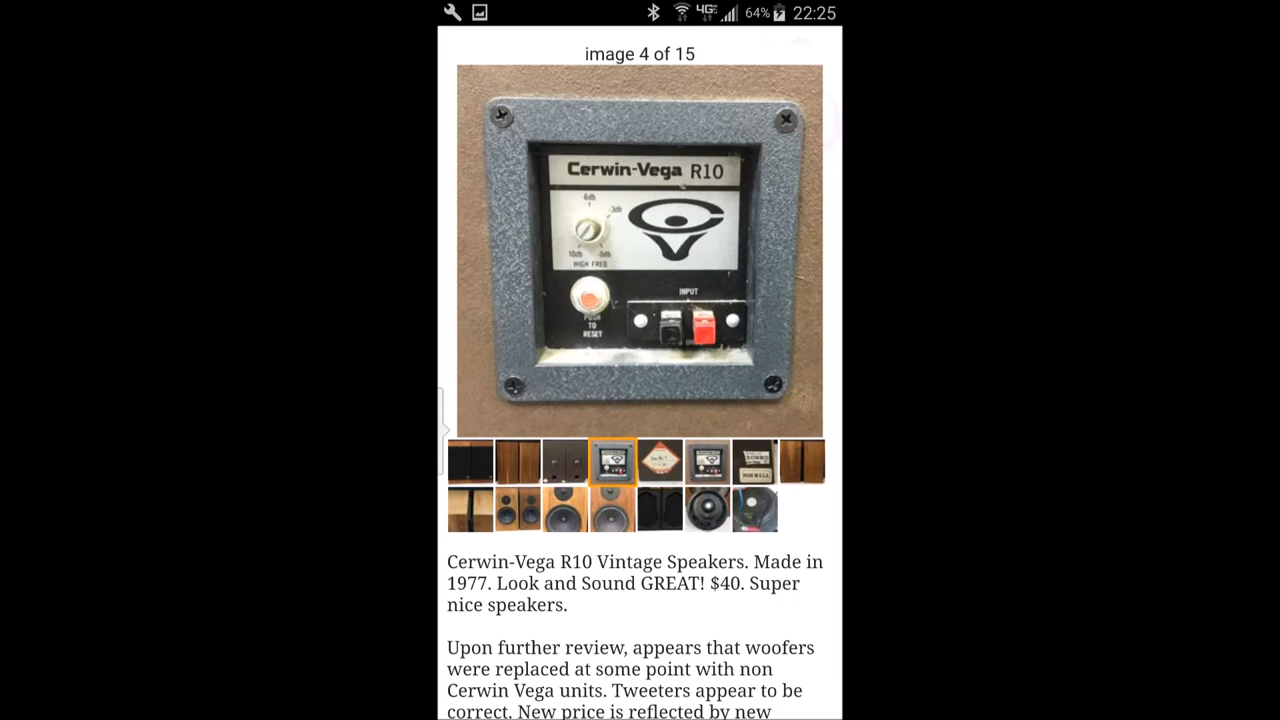 64% 22:25
image 4 of 15
Cerwin-Vega R10
-6db
-3db
10db 0db
HIGH FREQ
INPUT
PUSH
TO
RESET
Cerwin-Vega R10 Vintage Speakers. Made in
1977. Look and Sound GREAT! $40. Super
nice speakers.
Upon further review, appears that woofers
were replaced at some point with non
Cerwin Vega units. Tweeters appear to be
correct. New price is reflected by new